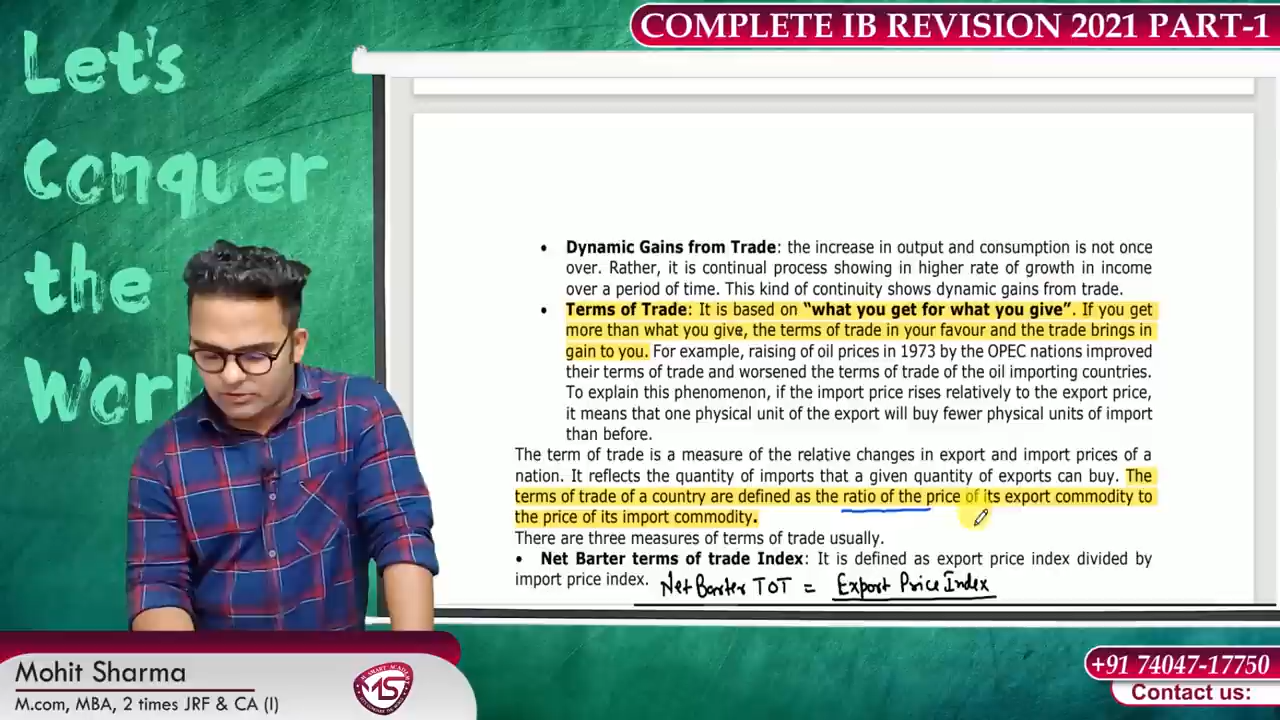 COMPLETE IB REVISION 2021 PART-1
Let's
Conquer
the
Worl
• Dynamic Gains from Trade: the increase in output and consumption is not once
over. Rather, it is continual process showing in higher rate of growth in income
over a period of time. This kind of continuity shows dynamic gains from trade.
• Terms of Trade: It is based on “what you get for what you give”. If you get
more than what you give, the terms of trade in your favour and the trade brings in
gain to you. For example, raising of oil prices in 1973 by the OPEC nations improved
their terms of trade and worsened the terms of trade of the oil importing countries.
To explain this phenomenon, if the import price rises relatively to the export price,
it means that one physical unit of the export will buy fewer physical units of import
than before.
The term of trade is a measure of the relative changes in export and import prices of a
nation. It reflects the quantity of imports that a given quantity of exports can buy. The
terms of trade of a country are defined as the ratio of the price of its export commodity to
the price of its import commodity.
There are three measures of terms of trade usually.
• Net Barter terms of trade Index: It is defined as export price index divided by
import price index. Net Barter TOT = Export Price Index
Mohit Sharma
M.com, MBA, 2 times JRF & CA (I)
MS
+91 74047-17750
Contact us: